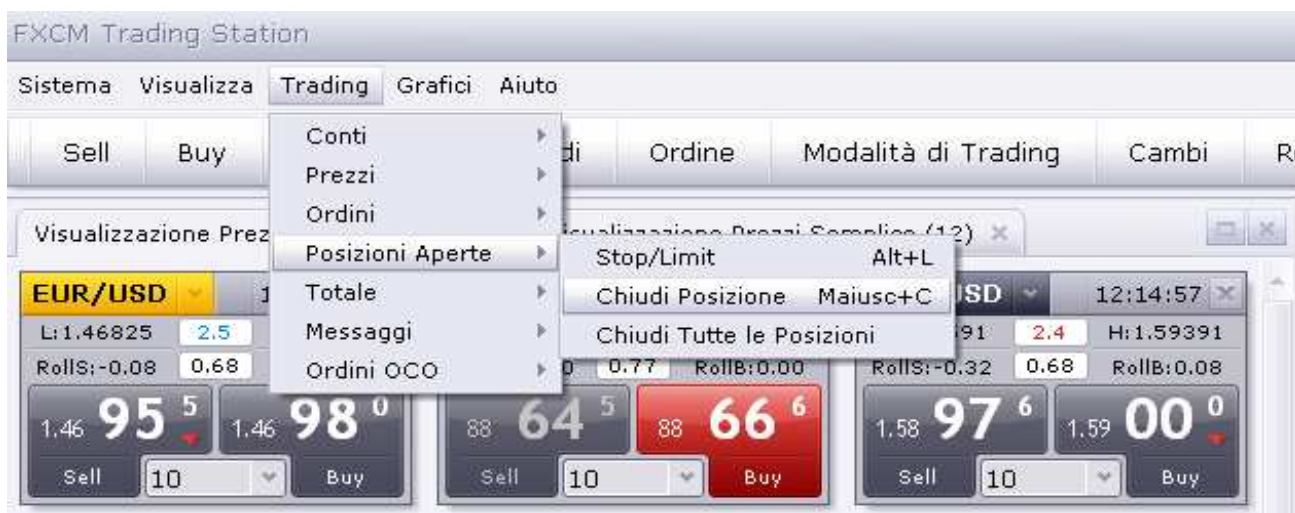 FXCM Trading Station
Sistema Visualizza Trading Grafici Aiuto
Sell Buy Ordine Modalità di Trading Cambi
Conti
Prezzi
Ordini
Posizioni Aperte
Totale
Messaggi
Ordini OCO
Stop/Limit Alt+L
Chiudi Posizione Maiusc+C
Chiudi Tutte le Posizioni
Visualizzazione Prezzi Semplice (12)
EUR/USD 12:14:57
L:1.46825 2.5 2.4 H:1.59391
RollS:-0.08 0.68 0.77 RollB:0.00 RollS:-0.32 0.68 RollB:0.08
1.46 95 5 1.46 98 0 88 64 5 88 66 6 1.58 97 6 1.59 00 0
Sell 10 Buy Sell 10 Buy Sell 10 Buy